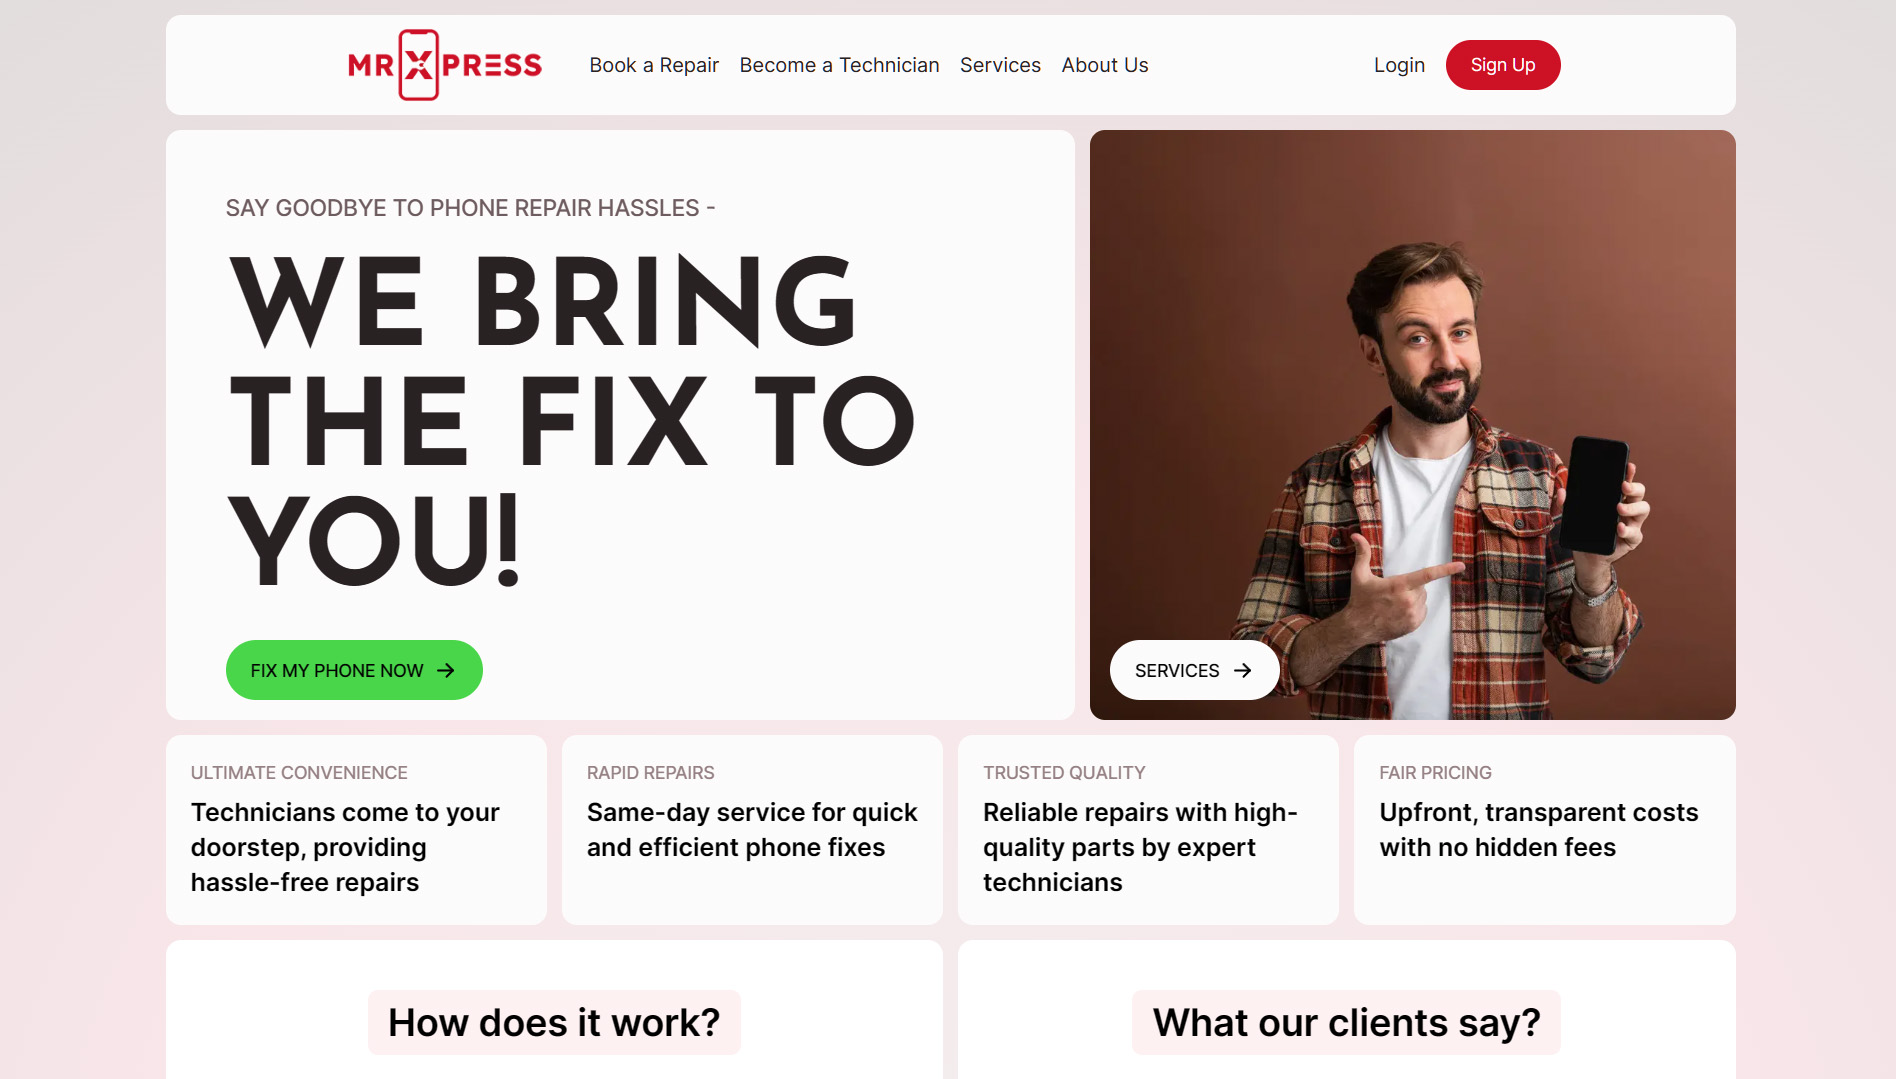 MR XPRESS
Book a Repair
Become a Technician
Services
About Us
Login
Sign Up
SAY GOODBYE TO PHONE REPAIR HASSLES -
WE BRING
THE FIX TO
YOU!
FIX MY PHONE NOW
SERVICES
ULTIMATE CONVENIENCE
Technicians come to your
doorstep, providing
hassle-free repairs
RAPID REPAIRS
Same-day service for quick
and efficient phone fixes
TRUSTED QUALITY
Reliable repairs with high-
quality parts by expert
technicians
FAIR PRICING
Upfront, transparent costs
with no hidden fees
How does it work?
What our clients say?